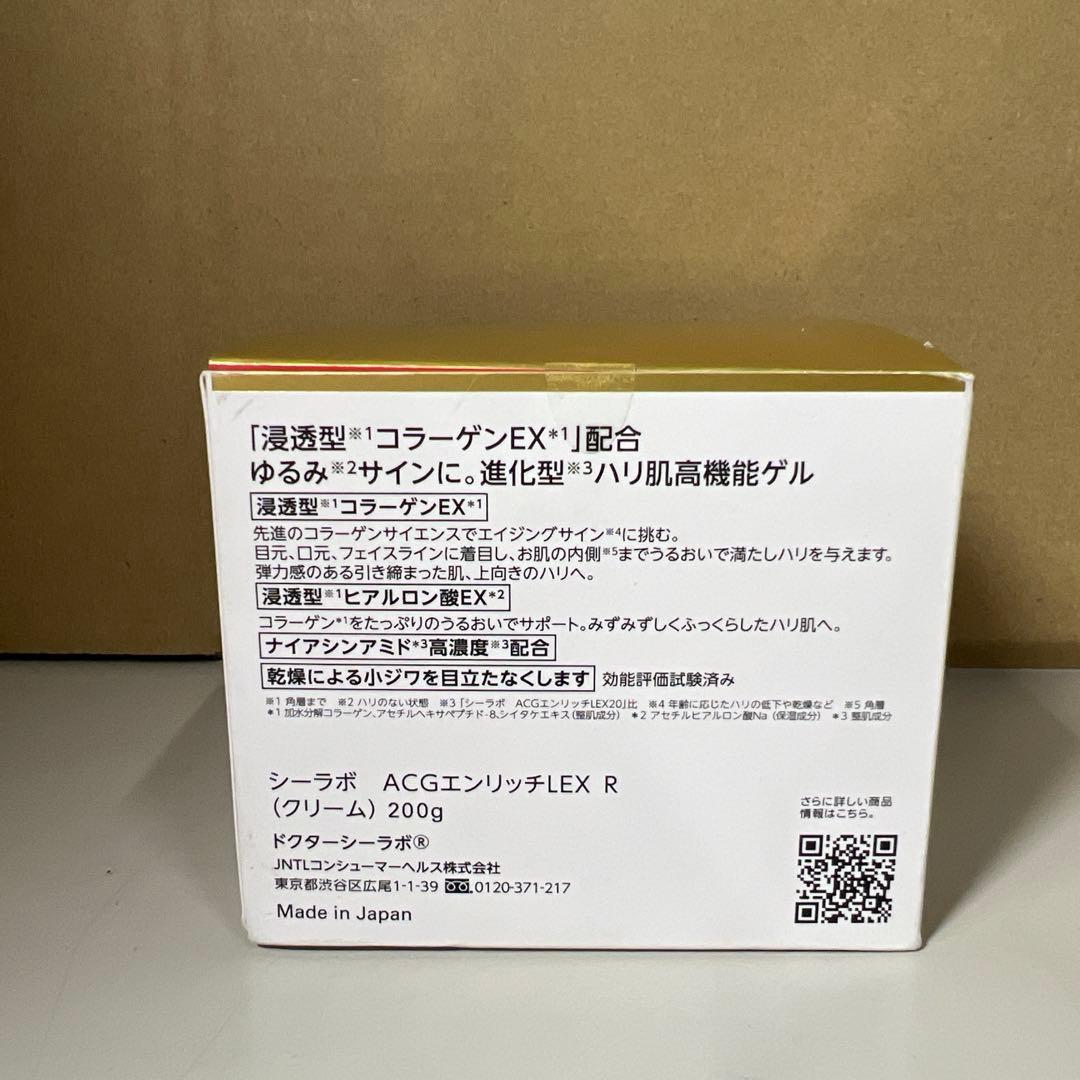 「浸透型※1コラーゲンEX*1」配合
ゆるみ※2サインに。進化型※3ハリ肌高機能ゲル
浸透型※1コラーゲンEX*1
先進のコラーゲンサイエンスでエイジングサイン※4に挑む。
目元、口元、フェイスラインに着目し、お肌の内側※5までうるおいで満たしハリを与えます。
弾力感のある引き締まった肌、上向きのハリへ。
浸透型※1ヒアルロン酸EX*2
コラーゲン*1をたっぷりのうるおいでサポート。みずみずしくふっくらしたハリ肌へ。
ナイアシンアミド*3高濃度※3配合
乾燥による小ジワを目立たなくします 効能評価試験済み
※1 角層まで ※2 ハリのない状態 ※3「シーラボ ACGエンリッチLEX20」比 ※4 年齢に応じたハリの低下や乾燥など ※5 角層
*1 加水分解コラーゲン、アセチルヘキサペプチド-8、シイタケエキス（整肌成分） *2 アセチルヒアルロン酸Na（保湿成分） *3 整肌成分
シーラボ ACGエンリッチLEX R
（クリーム）200g
ドクターシーラボ®
JNTLコンシューマーヘルス株式会社
東京都渋谷区広尾1-1-39 0120-371-217
Made in Japan
さらに詳しい商品
情報はこちら。